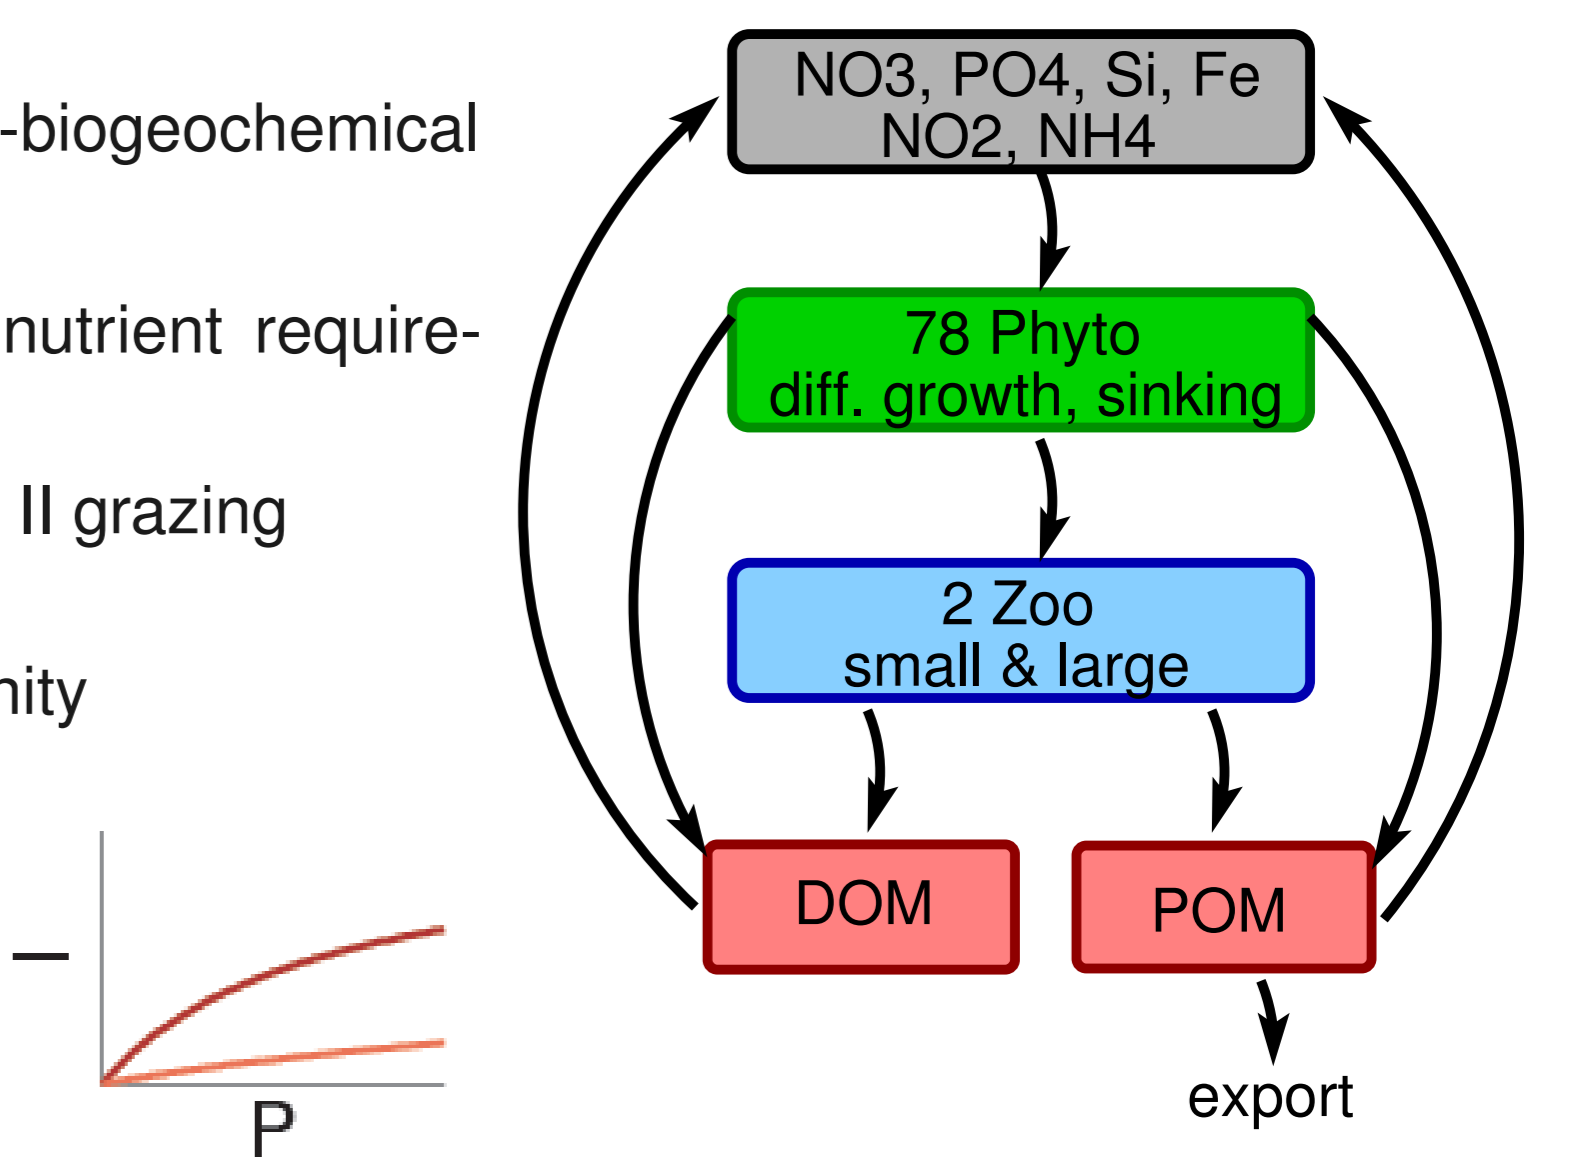 -biogeochemical
nutrient require-
II grazing
nity
P
NO3, PO4, Si, Fe
NO2, NH4
78 Phyto
diff. growth, sinking
2 Zoo
small & large
DOM
POM
export